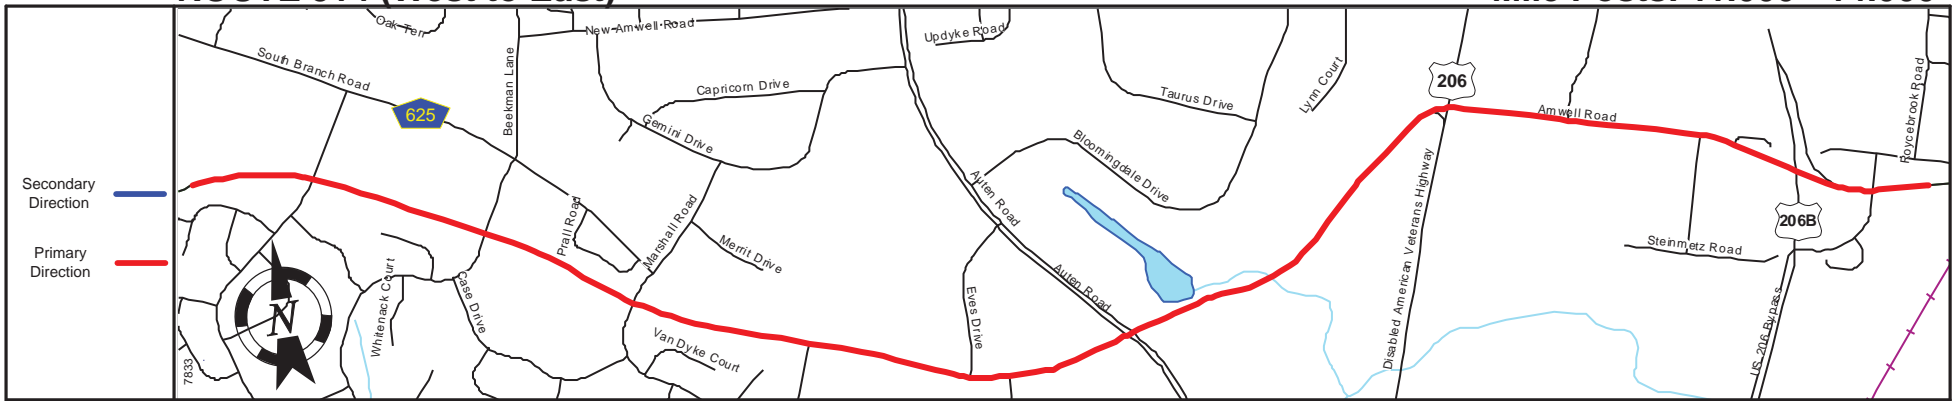 Oak Terr
New Amwell Road
Updyke Road
South Branch Road
625
Beekman Lane
Capricorn Drive
Gemini Drive
Taurus Drive
Lynn Court
206
Amwell Road
Roycebrook Road
Bloomingdale Drive
Auten Road
Secondary
Direction
Prall Road
Marshall Road
Merrit Drive
Disabled American Veterans Highway
206B
Steinmetz Road
Primary
Direction
Whitenack Court
Case Drive
N
Auten Road
Eves Drive
Van Dyke Court
US 206 Bypass
7833